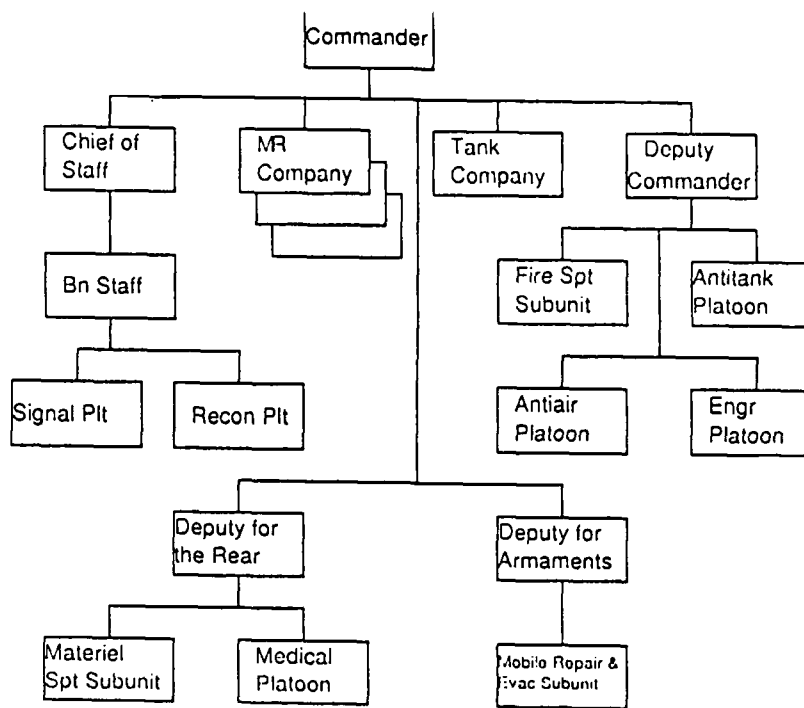 Commander
Chief of
Staff
MR
Company
Tank
Company
Deputy
Commander
Bn Staff
Fire Spt
Subunit
Antitank
Platoon
Signal Plt
Recon Plt
Antiair
Platoon
Engr
Platoon
Deputy for
the Rear
Deputy for
Armaments
Materiel
Spt Subunit
Medical
Platoon
Mobile Repair &
Evac Subunit